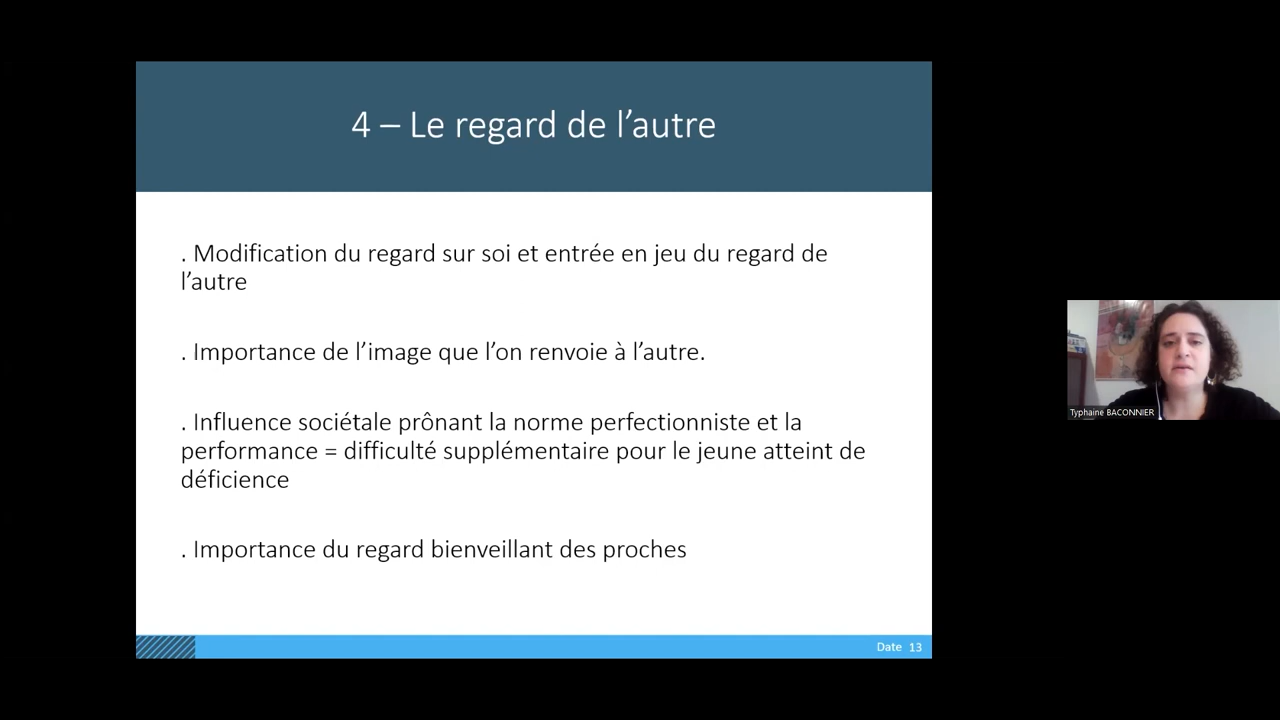 4 – Le regard de l’autre
. Modification du regard sur soi et entrée en jeu du regard de
l’autre
. Importance de l’image que l’on renvoie à l’autre.
. Influence sociétale prônant la norme perfectionniste et la
performance = difficulté supplémentaire pour le jeune atteint de
déficience
. Importance du regard bienveillant des proches
Date 13
Typhaine BACONNIER